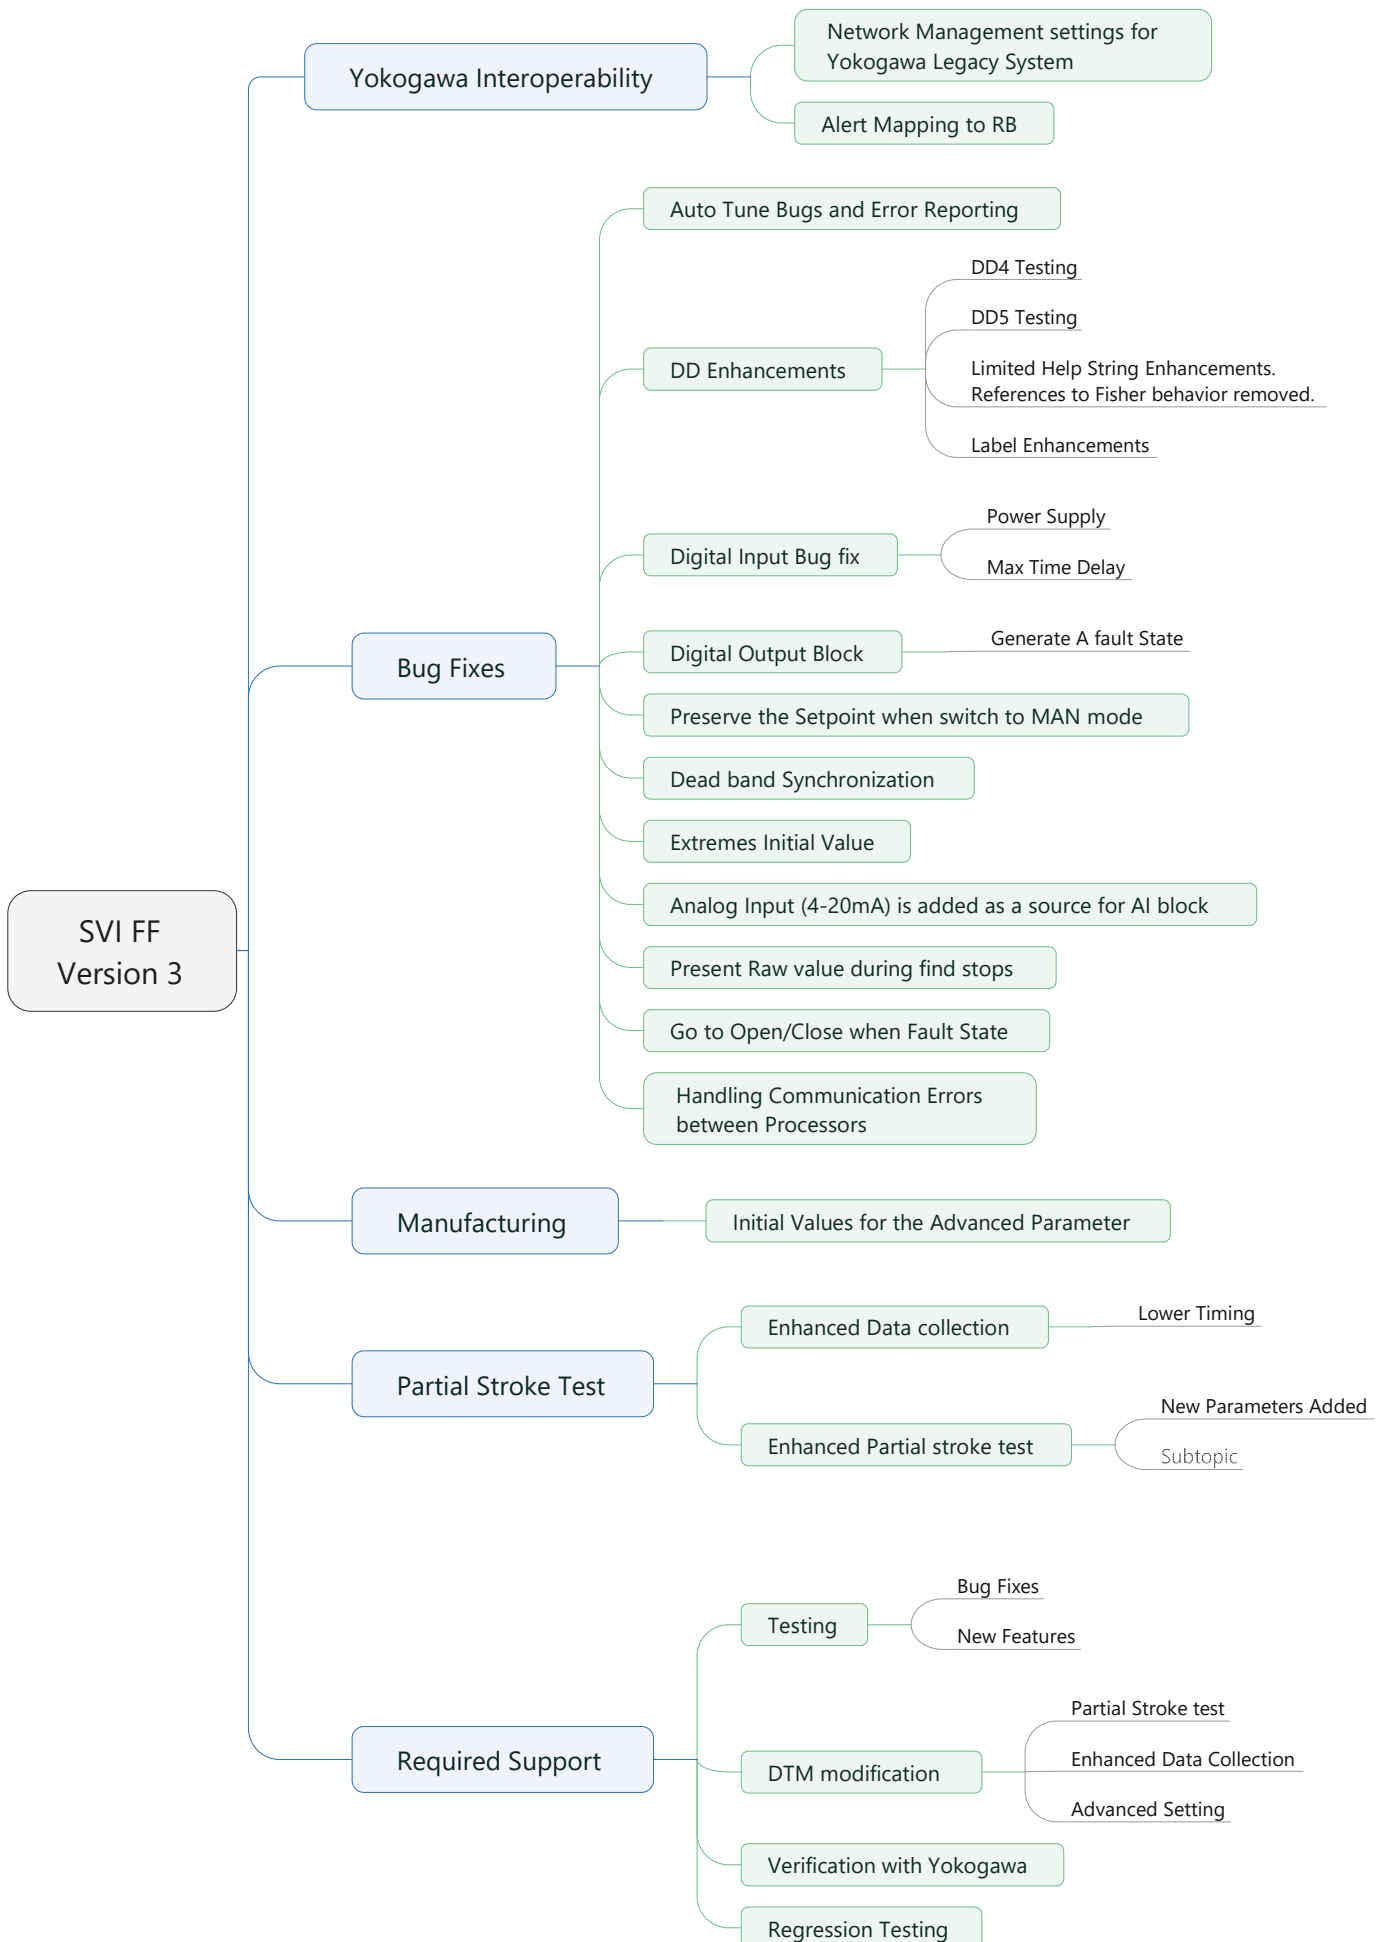 Network Management settings for
Yokogawa Legacy System
Yokogawa Interoperability
Alert Mapping to RB
Auto Tune Bugs and Error Reporting
DD4 Testing
DD5 Testing
DD Enhancements
Limited Help String Enhancements.
References to Fisher behavior removed.
Label Enhancements
Power Supply
Digital Input Bug fix
Max Time Delay
Generate A fault State
Digital Output Block
Bug Fixes
Preserve the Setpoint when switch to MAN mode
Dead band Synchronization
Extremes Initial Value
Analog Input (4-20mA) is added as a source for AI block
SVI FF
Version 3
Present Raw value during find stops
Go to Open/Close when Fault State
Handling Communication Errors
between Processors
Manufacturing
Initial Values for the Advanced Parameter
Enhanced Data collection
Lower Timing
Partial Stroke Test
New Parameters Added
Enhanced Partial stroke test
Subtopic
Bug Fixes
Testing
New Features
Partial Stroke test
Required Support
Enhanced Data Collection
DTM modification
Advanced Setting
Verification with Yokogawa
Regression Testing